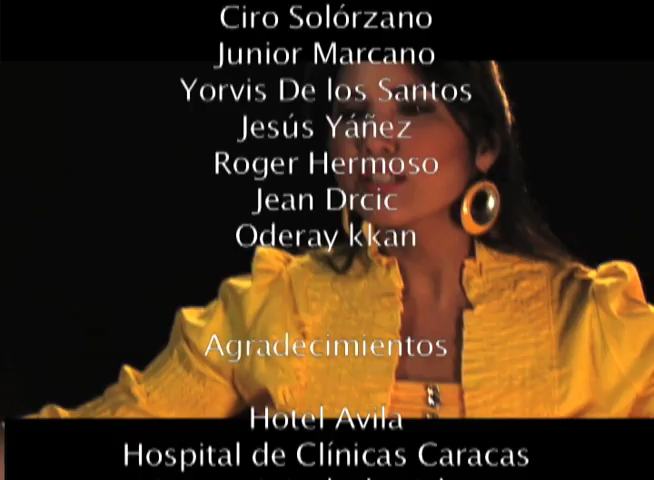 Ciro Solórzano
Junior Marcano
Yorvis De los Santos
Jesús Yáñez
Roger Hermoso
Jean Drcic
Oderay kkan
Agradecimientos
Hotel Avila
Hospital de Clínicas Caracas